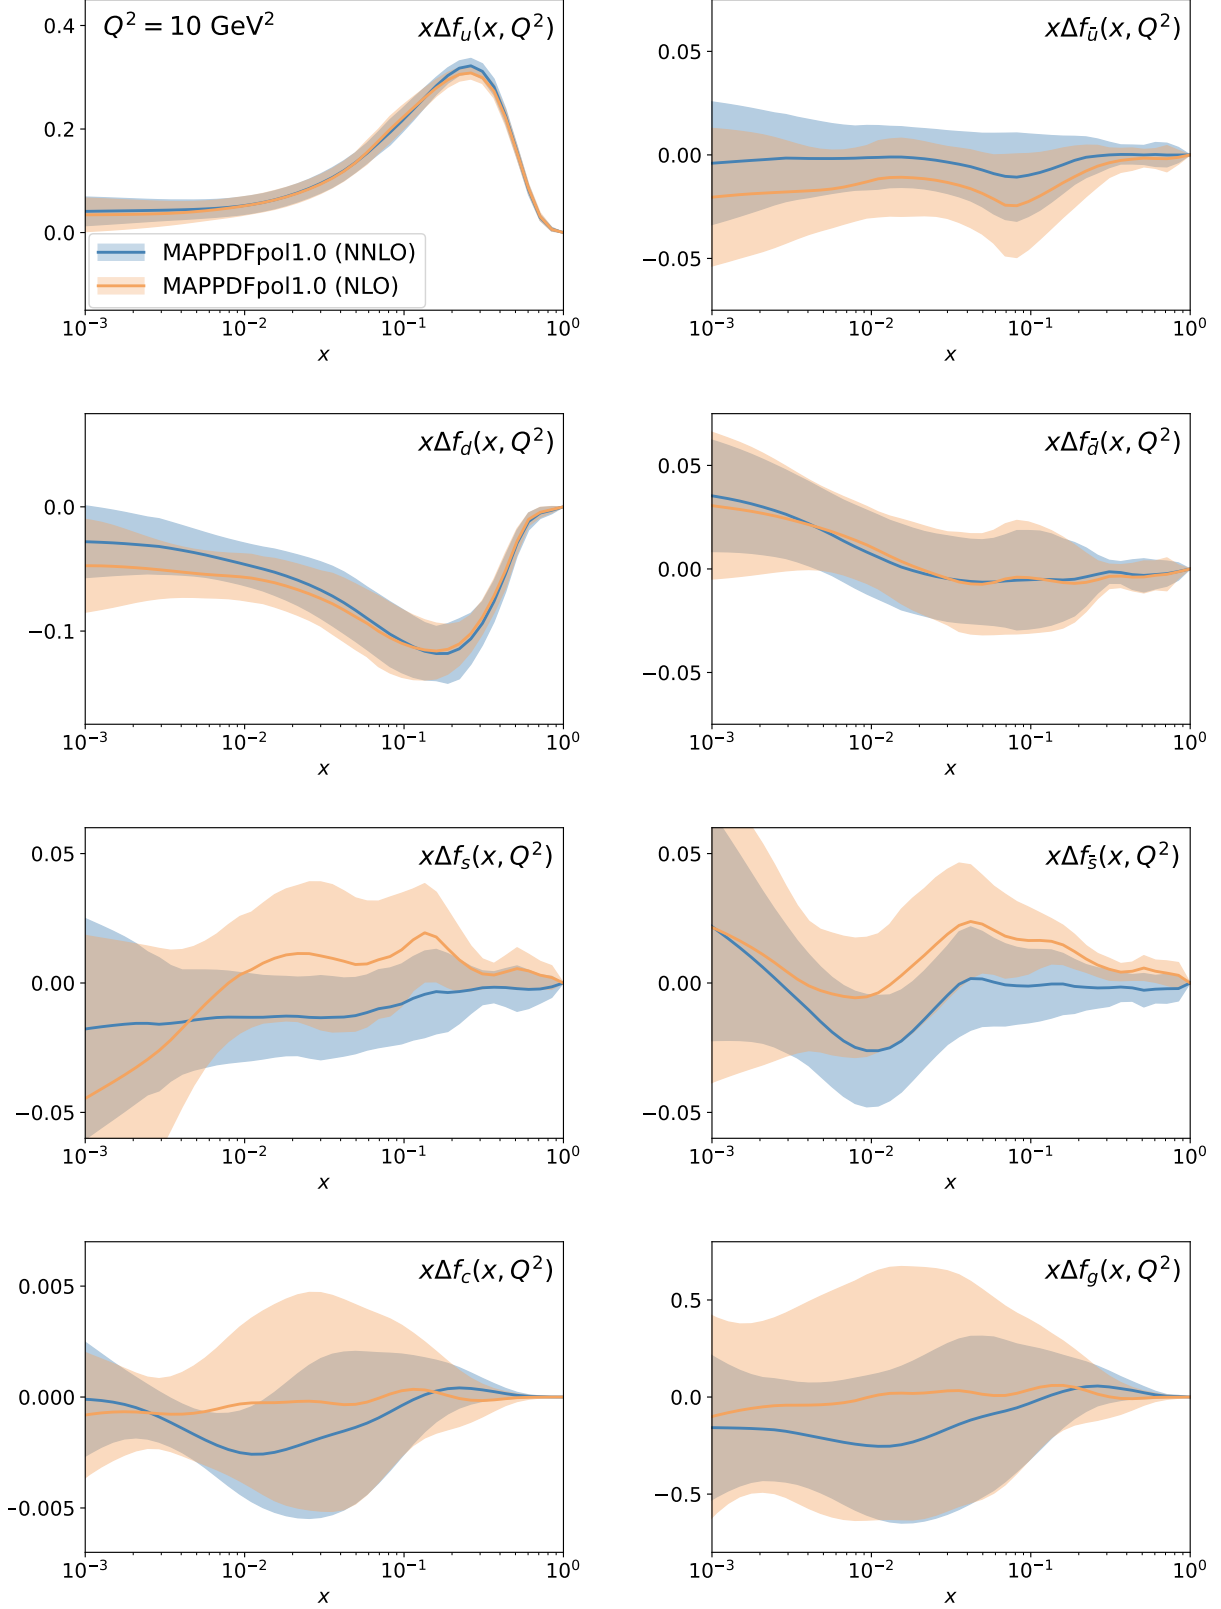 Q² = 10 GeV²
xΔf_u(x, Q²)
0.4
0.2
0.0
MAPPDFpol1.0 (NNLO)
MAPPDFpol1.0 (NLO)
10⁻³ 10⁻² 10⁻¹ 10⁰
x
xΔf_ū(x, Q²)
0.05
0.00
−0.05
10⁻³ 10⁻² 10⁻¹ 10⁰
x
xΔf_d(x, Q²)
0.0
−0.1
10⁻³ 10⁻² 10⁻¹ 10⁰
x
xΔf_d̄(x, Q²)
0.05
0.00
−0.05
10⁻³ 10⁻² 10⁻¹ 10⁰
x
xΔf_s(x, Q²)
0.05
0.00
−0.05
10⁻³ 10⁻² 10⁻¹ 10⁰
x
xΔf_s̄(x, Q²)
0.05
0.00
−0.05
10⁻³ 10⁻² 10⁻¹ 10⁰
x
xΔf_c(x, Q²)
0.005
0.000
−0.005
10⁻³ 10⁻² 10⁻¹ 10⁰
x
xΔf_g(x, Q²)
0.5
0.0
−0.5
10⁻³ 10⁻² 10⁻¹ 10⁰
x